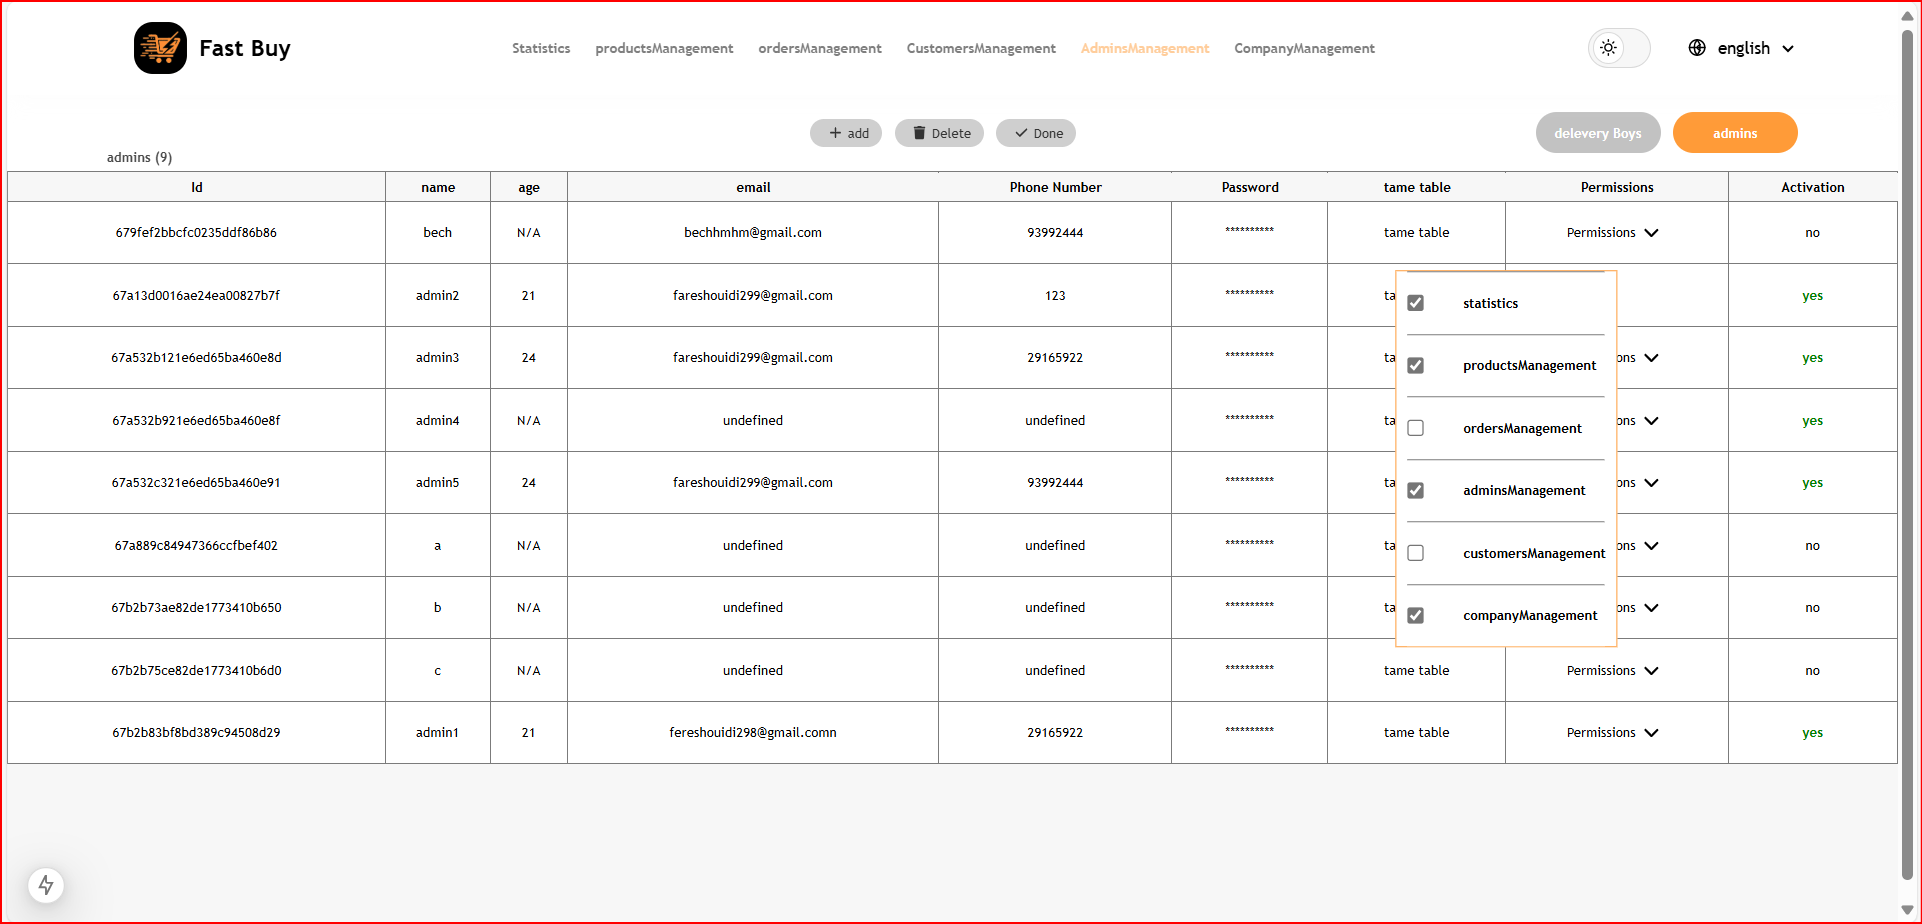 Fast Buy Statistics productsManagement ordersManagement CustomersManagement AdminsManagement CompanyManagement english
add Delete Done delevery Boys admins
admins (9)
Id name age email Phone Number Password tame table Permissions Activation
679fef2bbcfc0235ddf86b86 bech N/A bechhmhm@gmail.com 93992444 ********** tame table Permissions no
67a13d0016ae24ea00827b7f admin2 21 fareshouidi299@gmail.com 123 ********** ta statistics yes
67a532b121e6ed65ba460e8d admin3 24 fareshouidi299@gmail.com 29165922 ********** ta productsManagement ons yes
67a532b921e6ed65ba460e8f admin4 N/A undefined undefined ********** ta ordersManagement ons yes
67a532c321e6ed65ba460e91 admin5 24 fareshouidi299@gmail.com 93992444 ********** ta adminsManagement ons yes
67a889c84947366ccfbef402 a N/A undefined undefined ********** ta customersManagement ons no
67b2b73ae82de1773410b650 b N/A undefined undefined ********** ta companyManagement ons no
67b2b75ce82de1773410b6d0 c N/A undefined undefined ********** tame table Permissions no
67b2b83bf8bd389c94508d29 admin1 21 fereshouidi298@gmail.comn 29165922 ********** tame table Permissions yes